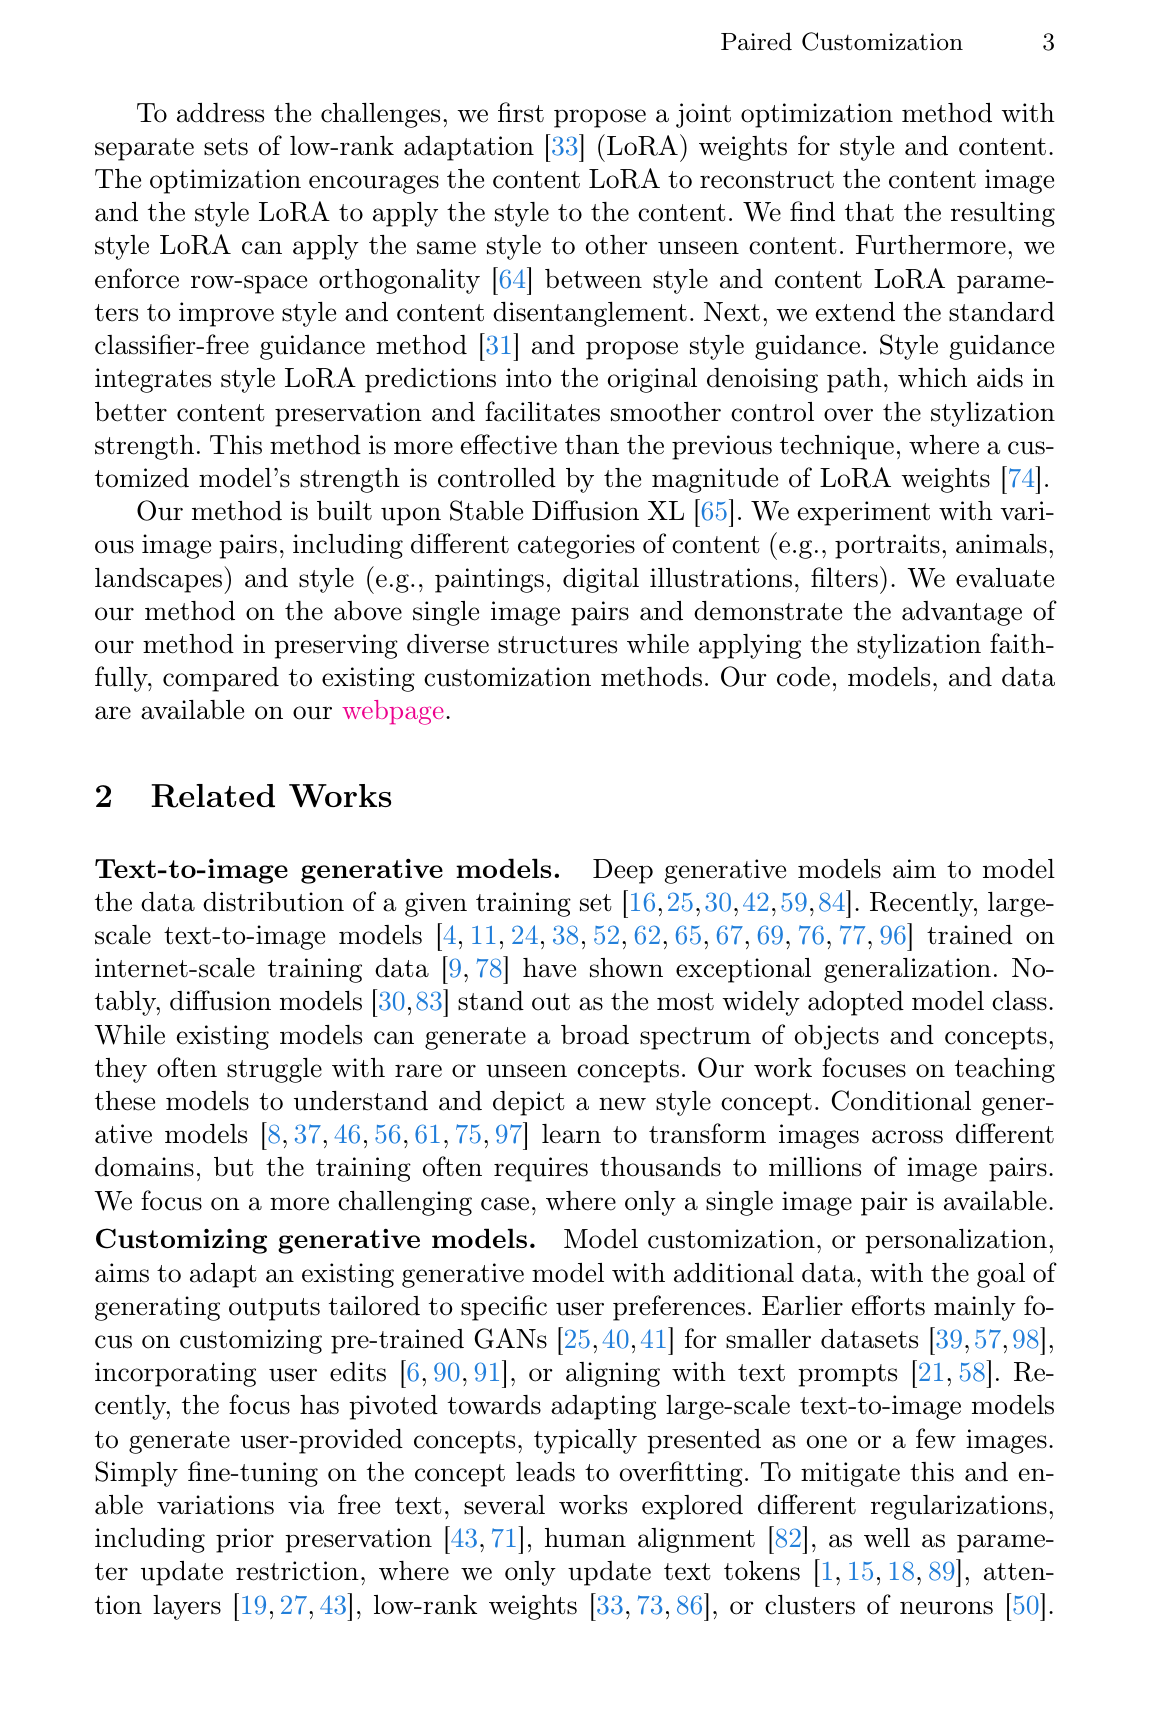 Paired Customization 3
To address the challenges, we first propose a joint optimization method with
separate sets of low-rank adaptation [33] (LoRA) weights for style and content.
The optimization encourages the content LoRA to reconstruct the content image
and the style LoRA to apply the style to the content. We find that the resulting
style LoRA can apply the same style to other unseen content. Furthermore, we
enforce row-space orthogonality [64] between style and content LoRA parame-
ters to improve style and content disentanglement. Next, we extend the standard
classifier-free guidance method [31] and propose style guidance. Style guidance
integrates style LoRA predictions into the original denoising path, which aids in
better content preservation and facilitates smoother control over the stylization
strength. This method is more effective than the previous technique, where a cus-
tomized model's strength is controlled by the magnitude of LoRA weights [74].
Our method is built upon Stable Diffusion XL [65]. We experiment with vari-
ous image pairs, including different categories of content (e.g., portraits, animals,
landscapes) and style (e.g., paintings, digital illustrations, filters). We evaluate
our method on the above single image pairs and demonstrate the advantage of
our method in preserving diverse structures while applying the stylization faith-
fully, compared to existing customization methods. Our code, models, and data
are available on our webpage.
2 Related Works
Text-to-image generative models. Deep generative models aim to model
the data distribution of a given training set [16,25,30,42,59,84]. Recently, large-
scale text-to-image models [4, 11, 24, 38, 52, 62, 65, 67, 69, 76, 77, 96] trained on
internet-scale training data [9, 78] have shown exceptional generalization. No-
tably, diffusion models [30,83] stand out as the most widely adopted model class.
While existing models can generate a broad spectrum of objects and concepts,
they often struggle with rare or unseen concepts. Our work focuses on teaching
these models to understand and depict a new style concept. Conditional gener-
ative models [8, 37, 46, 56, 61, 75, 97] learn to transform images across different
domains, but the training often requires thousands to millions of image pairs.
We focus on a more challenging case, where only a single image pair is available.
Customizing generative models. Model customization, or personalization,
aims to adapt an existing generative model with additional data, with the goal of
generating outputs tailored to specific user preferences. Earlier efforts mainly fo-
cus on customizing pre-trained GANs [25,40,41] for smaller datasets [39,57,98],
incorporating user edits [6, 90, 91], or aligning with text prompts [21, 58]. Re-
cently, the focus has pivoted towards adapting large-scale text-to-image models
to generate user-provided concepts, typically presented as one or a few images.
Simply fine-tuning on the concept leads to overfitting. To mitigate this and en-
able variations via free text, several works explored different regularizations,
including prior preservation [43, 71], human alignment [82], as well as parame-
ter update restriction, where we only update text tokens [1, 15, 18, 89], atten-
tion layers [19, 27, 43], low-rank weights [33, 73, 86], or clusters of neurons [50].